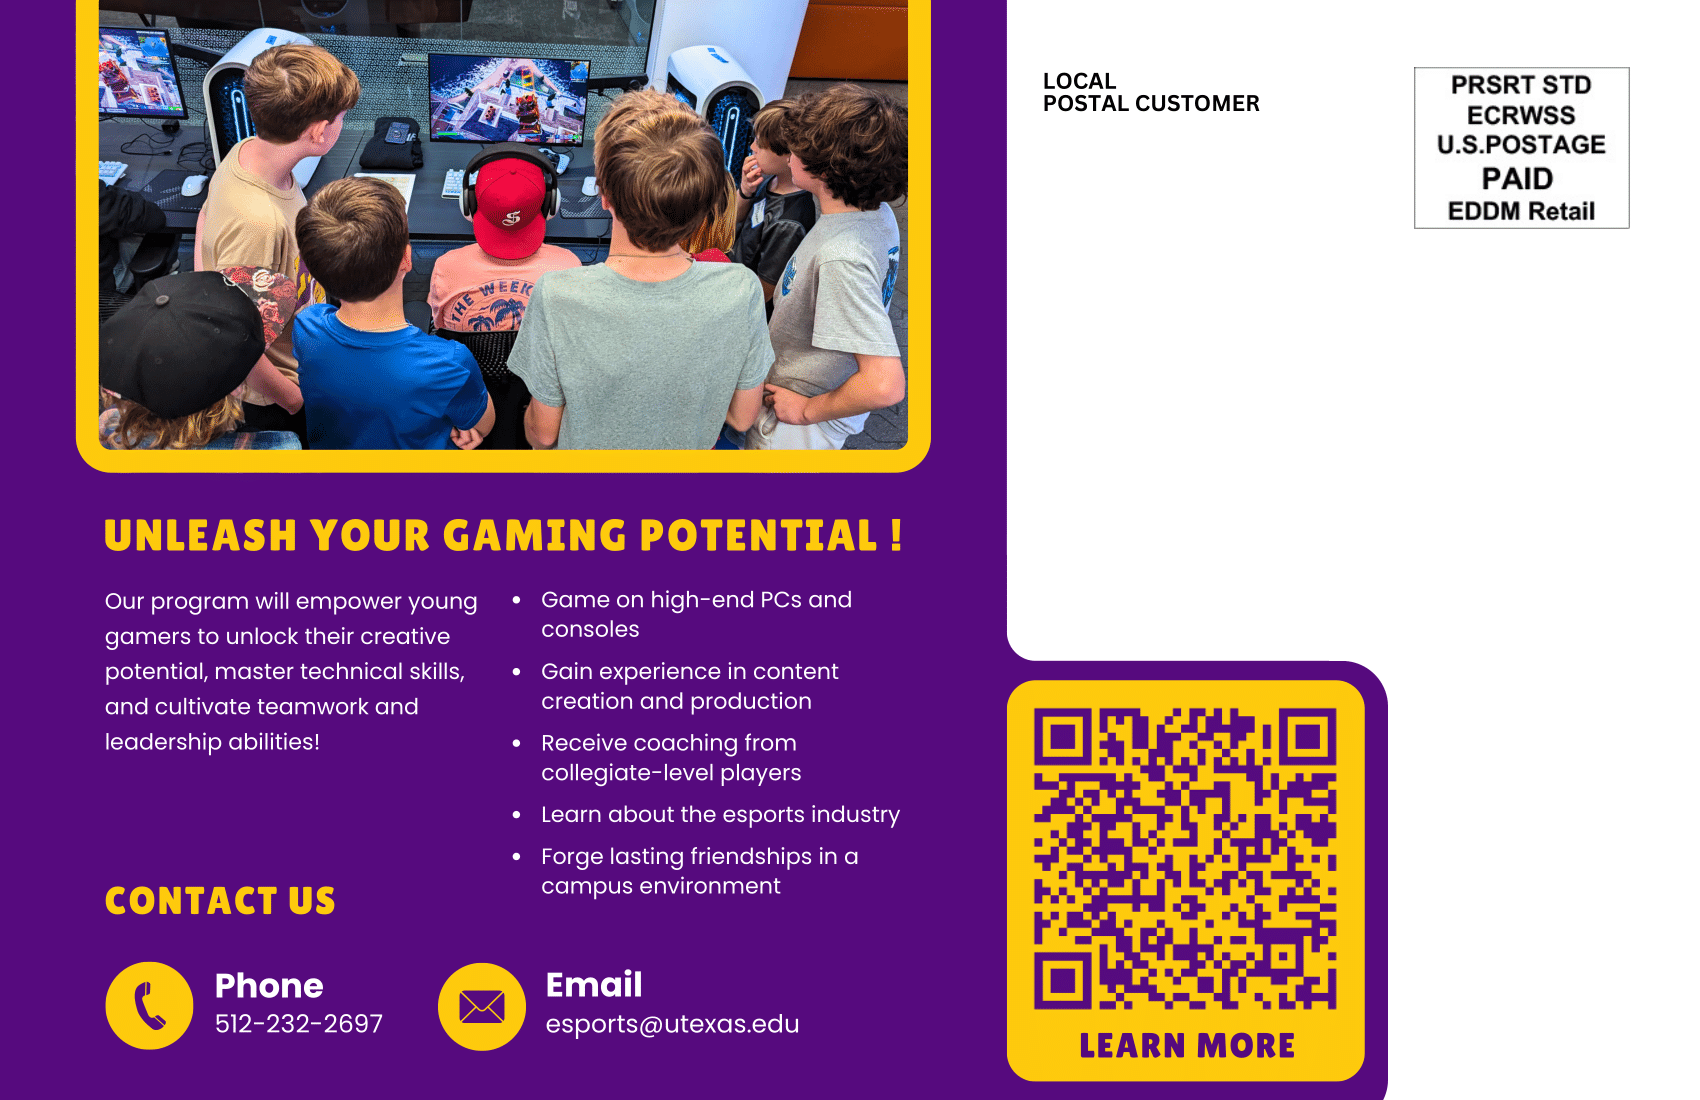 THE WEEK
S
UNLEASH YOUR GAMING POTENTIAL !
Our program will empower young
gamers to unlock their creative
potential, master technical skills,
and cultivate teamwork and
leadership abilities!
• Game on high-end PCs and
consoles
• Gain experience in content
creation and production
• Receive coaching from
collegiate-level players
• Learn about the esports industry
• Forge lasting friendships in a
campus environment
CONTACT US
Phone
512-232-2697
Email
esports@utexas.edu
LOCAL
POSTAL CUSTOMER
PRSRT STD
ECRWSS
U.S.POSTAGE
PAID
EDDM Retail
LEARN MORE